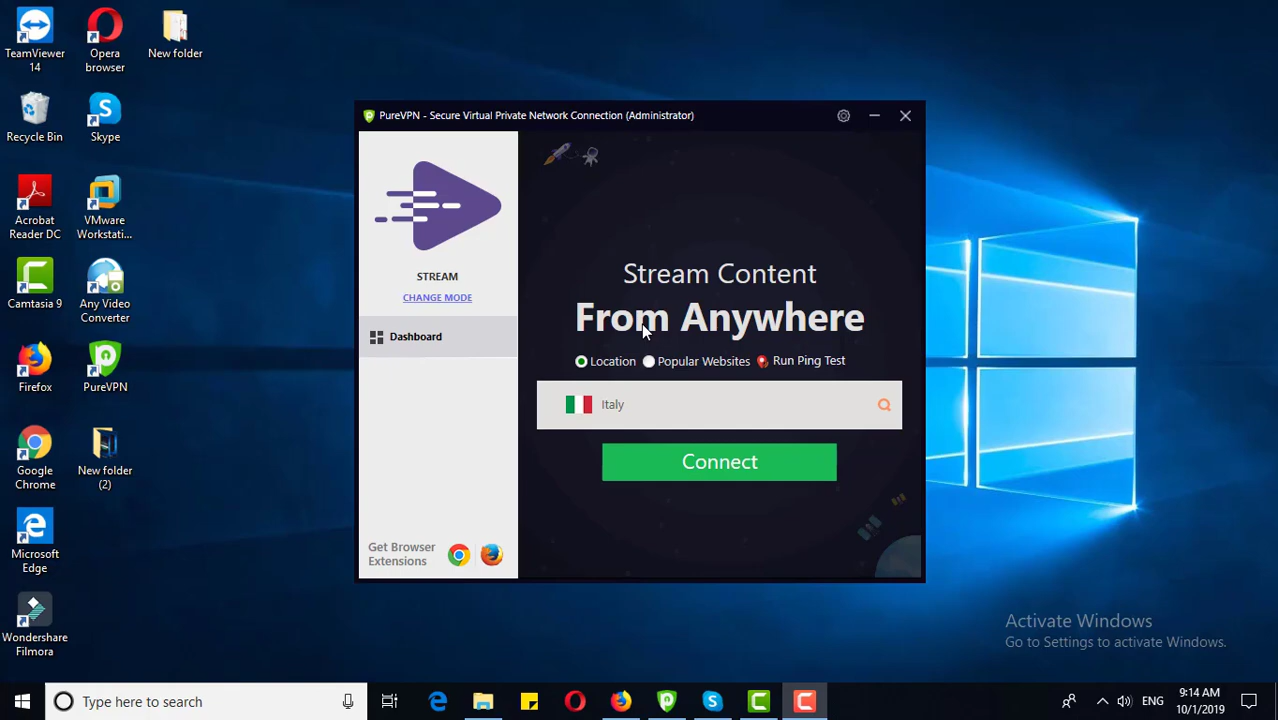 TeamViewer
14
Opera
browser
New folder
Recycle Bin
Skype
Acrobat
Reader DC
VMware
Workstati...
Camtasia 9
Any Video
Converter
Firefox
PureVPN
Google
Chrome
New folder
(2)
Microsoft
Edge
Wondershare
Filmora
PureVPN - Secure Virtual Private Network Connection (Administrator)
STREAM
CHANGE MODE
Dashboard
Get Browser
Extensions
Stream Content
From Anywhere
Location Popular Websites Run Ping Test
Italy
Connect
Activate Windows
Go to Settings to activate Windows.
Type here to search
ENG
9:14 AM
10/1/2019